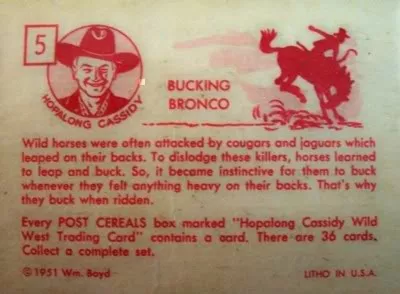 5
HOPALONG CASSIDY
BUCKING
BRONCO
Wild horses were often attacked by cougars and jaguars which
leaped on their backs. To dislodge these killers, horses learned
to leap and buck. So, it became instinctive for them to buck
whenever they felt anything heavy on their backs. That's why
they buck when ridden.
Every POST CEREALS box marked "Hopalong Cassidy Wild
West Trading Card" contains a card. There are 36 cards.
Collect a complete set.
©1951 Wm. Boyd
LITHO IN U.S.A.